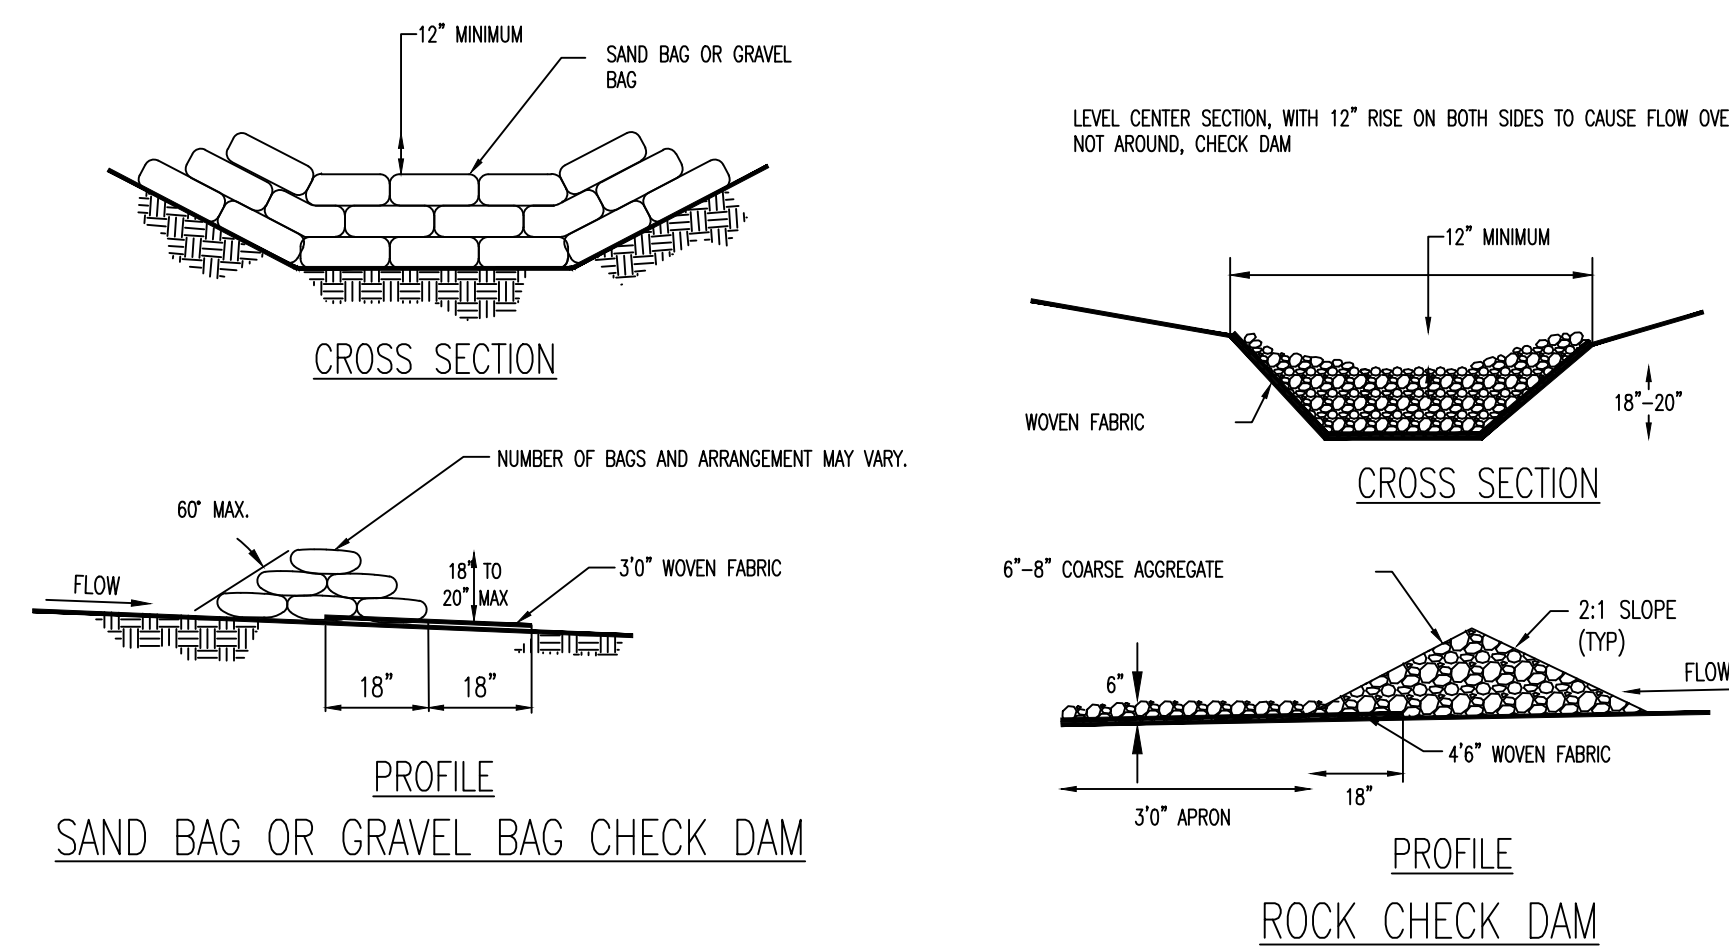 12" MINIMUM
SAND BAG OR GRAVEL
BAG
CROSS SECTION
NUMBER OF BAGS AND ARRANGEMENT MAY VARY.
60° MAX.
FLOW
18" TO
20" MAX
3'0" WOVEN FABRIC
18"
18"
PROFILE
SAND BAG OR GRAVEL BAG CHECK DAM
LEVEL CENTER SECTION, WITH 12" RISE ON BOTH SIDES TO CAUSE FLOW OVE
NOT AROUND, CHECK DAM
12" MINIMUM
18"-20"
WOVEN FABRIC
CROSS SECTION
6"-8" COARSE AGGREGATE
2:1 SLOPE
(TYP)
FLOW
6"
4'6" WOVEN FABRIC
18"
3'0" APRON
PROFILE
ROCK CHECK DAM